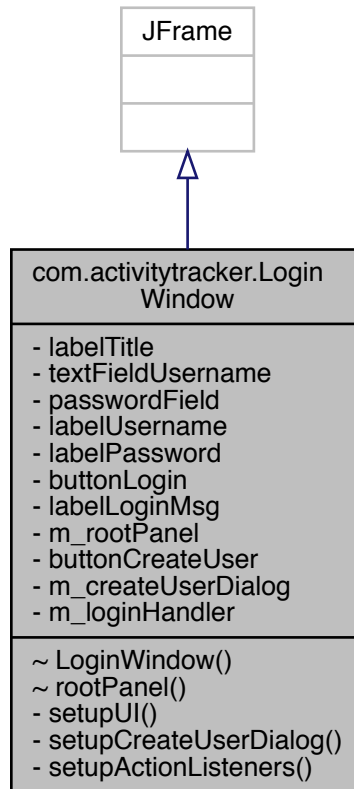 JFrame
com.activitytracker.Login
Window
- labelTitle
- textFieldUsername
- passwordField
- labelUsername
- labelPassword
- buttonLogin
- labelLoginMsg
- m_rootPanel
- buttonCreateUser
- m_createUserDialog
- m_loginHandler
~ LoginWindow()
~ rootPanel()
- setupUI()
- setupCreateUserDialog()
- setupActionListeners()